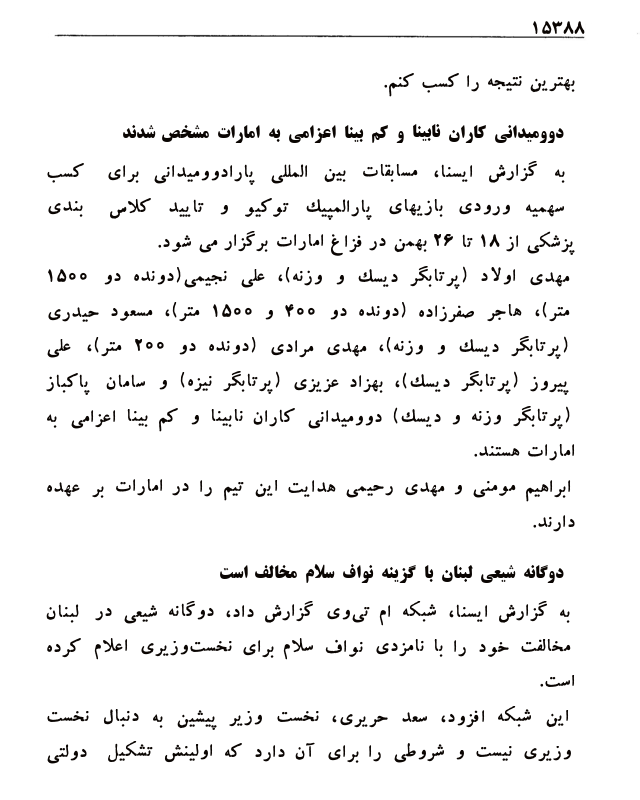 ۱۵۳۸۸
بهترین نتیجه را کسب کنم.
دوومیدانی کاران نابینا و کم بینا اعزامی به امارات مشخص شدند
به گزارش ایسنا، مسابقات بین المللی پارادوومیدانی برای کسب
سهمیه ورودی بازیهای پارالمپیك توکیو و تایید کلاس بندی
پزشکی از ۱۸ تا ۲۶ بهمن در فزاغ امارات برگزار می شود.
مهدی اولاد (پرتابگر دیسك و وزنه)، علی نجیمی(دونده دو ۱۵۰۰
متر)، هاجر صفرزاده (دونده دو ۴۰۰ و ۱۵۰۰ متر)، مسعود حیدری
(پرتابگر دیسك و وزنه)، مهدی مرادی (دونده دو ۲۰۰ متر)، علی
پیروز (پرتابگر دیسك)، بهزاد عزیزی (پرتابگر نیزه) و سامان پاکباز
(پرتابگر وزنه و دیسك) دوومیدانی کاران نابینا و کم بینا اعزامی به
امارات هستند.
ابراهیم مومنی و مهدی رحیمی هدایت این تیم را در امارات بر عهده
دارند.
دوگانه شیعی لبنان با گزینه نواف سلام مخالف است
به گزارش ایسنا، شبکه ام تی‌وی گزارش داد، دوگانه شیعی در لبنان
مخالفت خود را با نامزدی نواف سلام برای نخست‌وزیری اعلام کرده
است.
این شبکه افزود، سعد حریری، نخست وزیر پیشین به دنبال نخست
وزیری نیست و شروطی را برای آن دارد که اولینش تشکیل دولتی